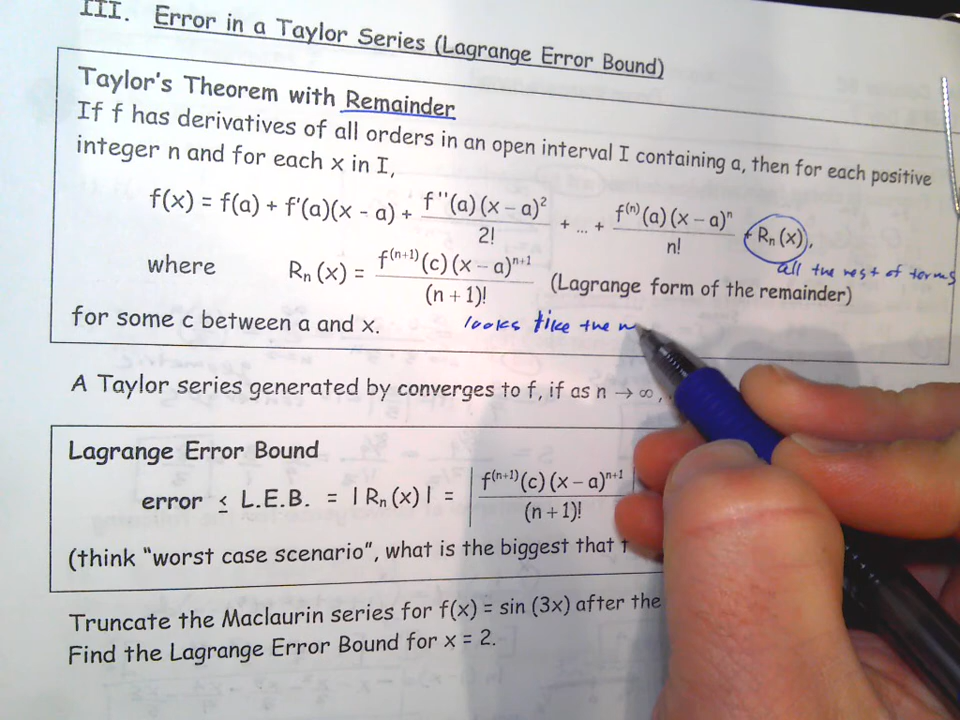 III. Error in a Taylor Series (Lagrange Error Bound)
Taylor's Theorem with Remainder
If f has derivatives of all orders in an open interval I containing a, then for each positive
integer n and for each x in I,
f(x) = f(a) + f'(a)(x - a) + f''(a)(x - a)²/2! + ... + f⁽ⁿ⁾(a)(x - a)ⁿ/n! + Rₙ(x),
all the rest of terms
where Rₙ(x) = f⁽ⁿ⁺¹⁾(c)(x - a)ⁿ⁺¹/(n + 1)! (Lagrange form of the remainder)
for some c between a and x. looks like the
A Taylor series generated by converges to f, if as n → ∞,
Lagrange Error Bound
error ≤ L.E.B. = |Rₙ(x)| = |f⁽ⁿ⁺¹⁾(c)(x - a)ⁿ⁺¹/(n + 1)!|
(think "worst case scenario", what is the biggest that
Truncate the Maclaurin series for f(x) = sin (3x) after the
Find the Lagrange Error Bound for x = 2.